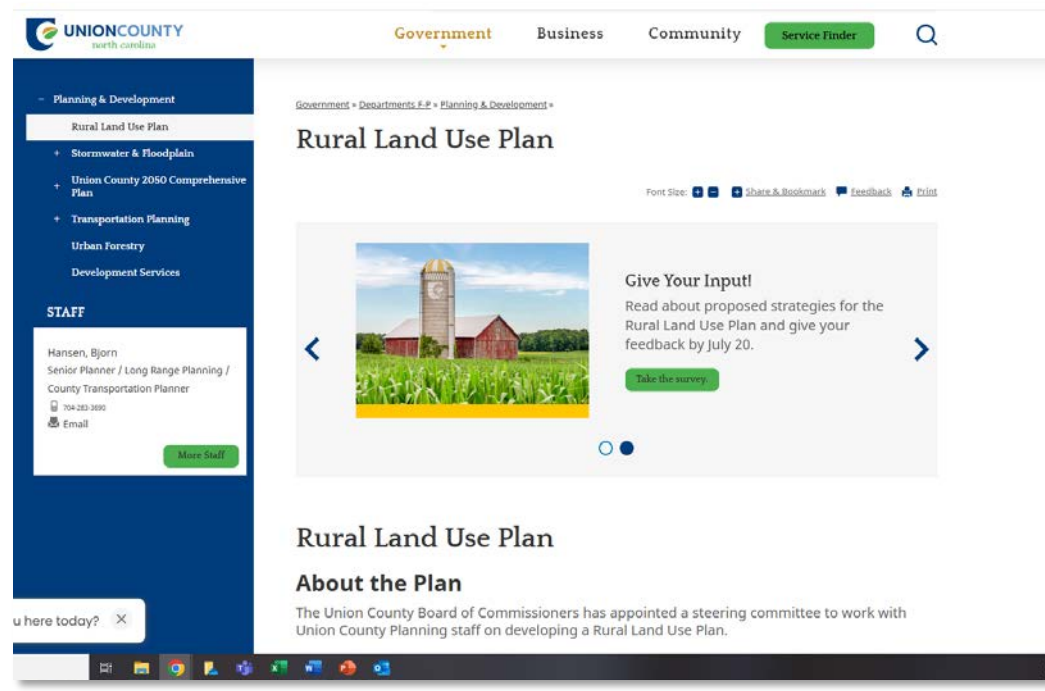 UNIONCOUNTY
north carolina
Government
Business
Community
Service Finder
− Planning & Development
Rural Land Use Plan
+ Stormwater & Floodplain
+ Union County 2050 Comprehensive
Plan
+ Transportation Planning
Urban Forestry
Development Services
STAFF
Hansen, Bjorn
Senior Planner / Long Range Planning /
County Transportation Planner
704-283-3690
Email
More Staff
Government » Departments F-P » Planning & Development »
Rural Land Use Plan
Font Size: + − + Share & Bookmark Feedback Print
Give Your Input!
Read about proposed strategies for the
Rural Land Use Plan and give your
feedback by July 20.
Take the survey.
Rural Land Use Plan
About the Plan
The Union County Board of Commissioners has appointed a steering committee to work with
Union County Planning staff on developing a Rural Land Use Plan.
u here today? ×